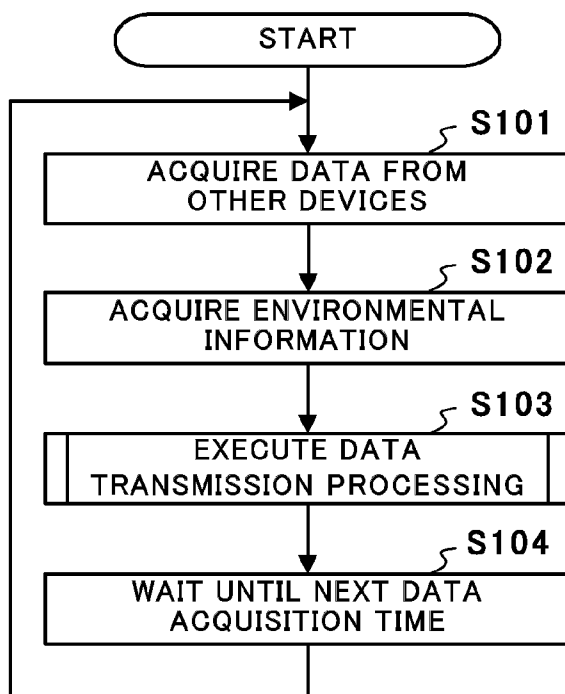 START
S101
ACQUIRE DATA FROM
OTHER DEVICES
S102
ACQUIRE ENVIRONMENTAL
INFORMATION
S103
EXECUTE DATA
TRANSMISSION PROCESSING
S104
WAIT UNTIL NEXT DATA
ACQUISITION TIME